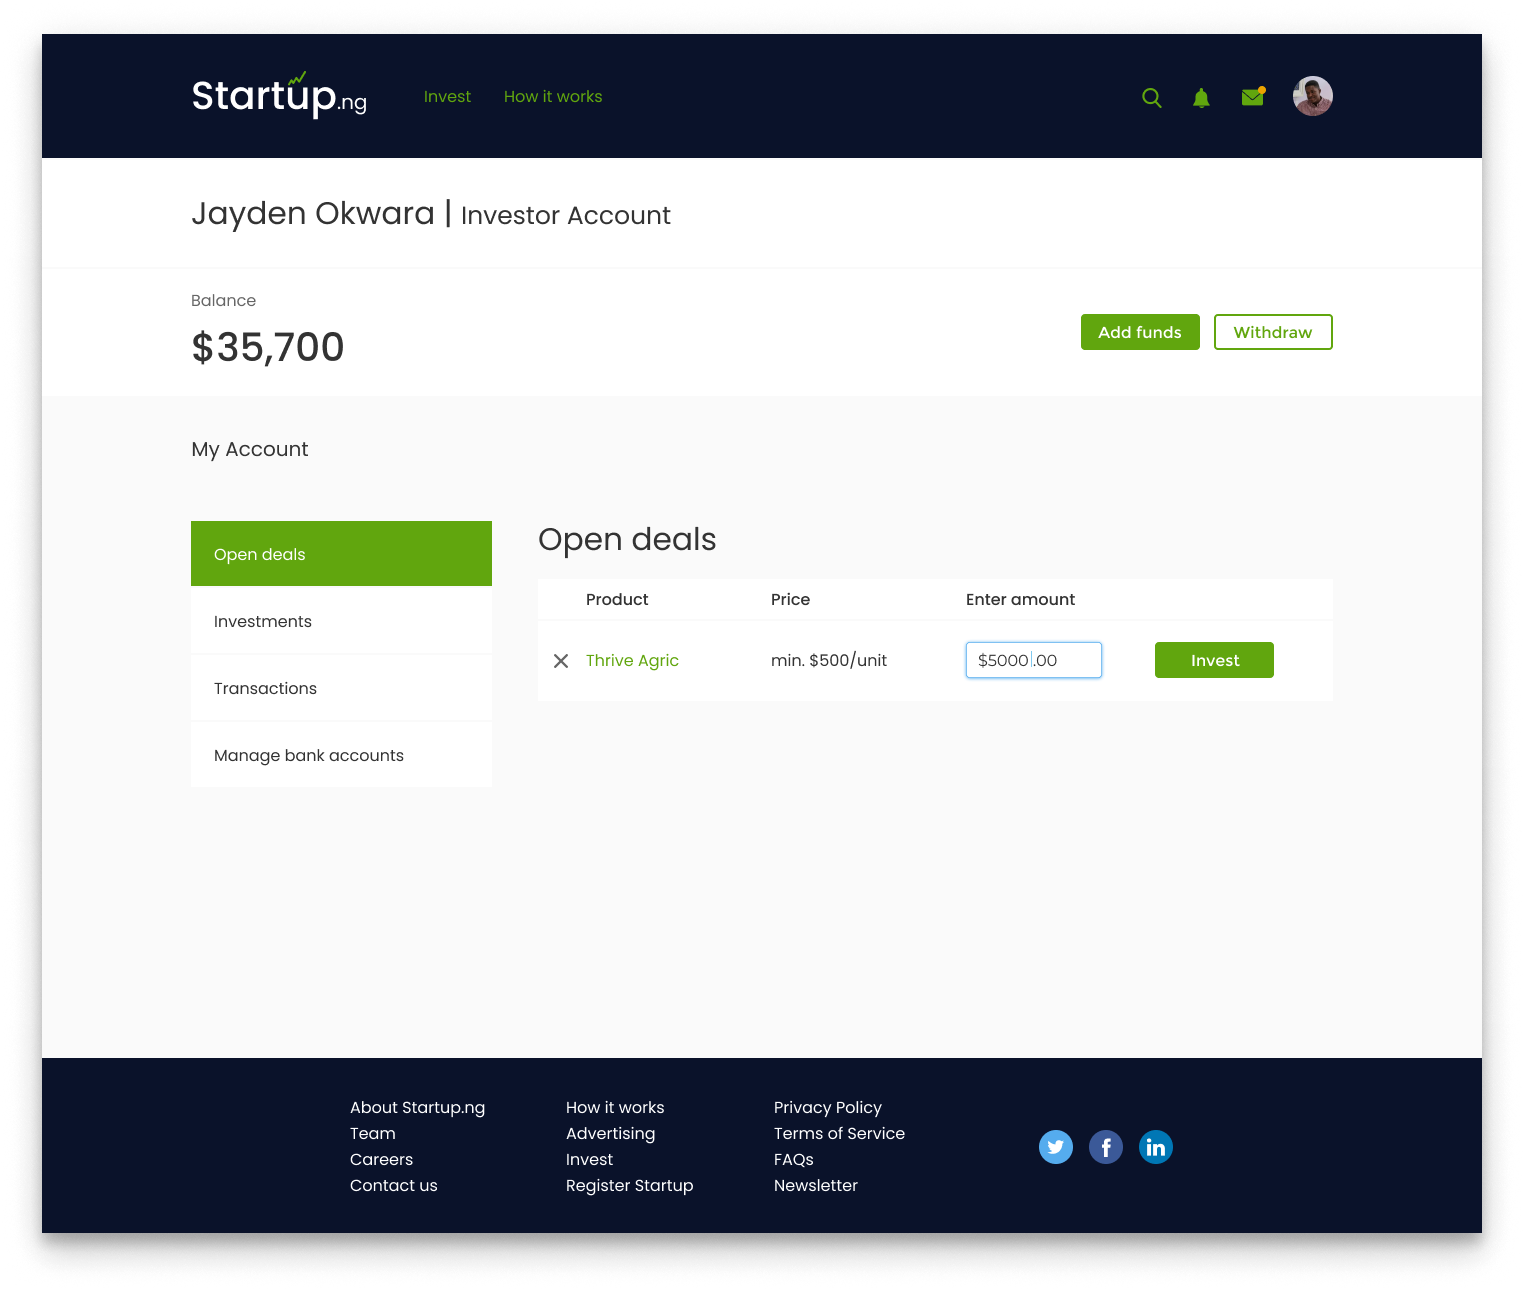 Startup.ng
Invest
How it works
Jayden Okwara | Investor Account
Balance
$35,700
Add funds
Withdraw
My Account
Open deals
Investments
Transactions
Manage bank accounts
Open deals
Product Price Enter amount
Thrive Agric min. $500/unit $5000.00 Invest
About Startup.ng
Team
Careers
Contact us
How it works
Advertising
Invest
Register Startup
Privacy Policy
Terms of Service
FAQs
Newsletter
f
in